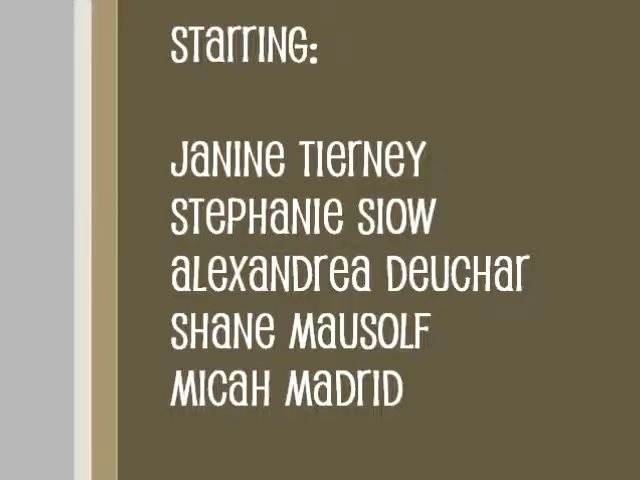 Starring:
Janine Tierney
Stephanie Siow
Alexandrea Deuchar
Shane Mausolf
Micah Madrid